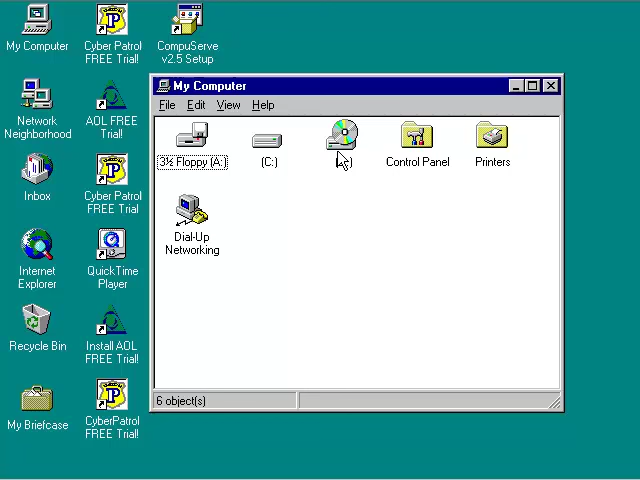 My Computer
Cyber Patrol
FREE Trial!
CompuServe
v2.5 Setup
Network
Neighborhood
AOL FREE
Trial!
Inbox
Cyber Patrol
FREE Trial!
Internet
Explorer
QuickTime
Player
Recycle Bin
Install AOL
FREE Trial!
My Briefcase
CyberPatrol
FREE Trial!
My Computer
File Edit View Help
3½ Floppy (A:)
(C:)
Control Panel
Printers
Dial-Up
Networking
6 object(s)